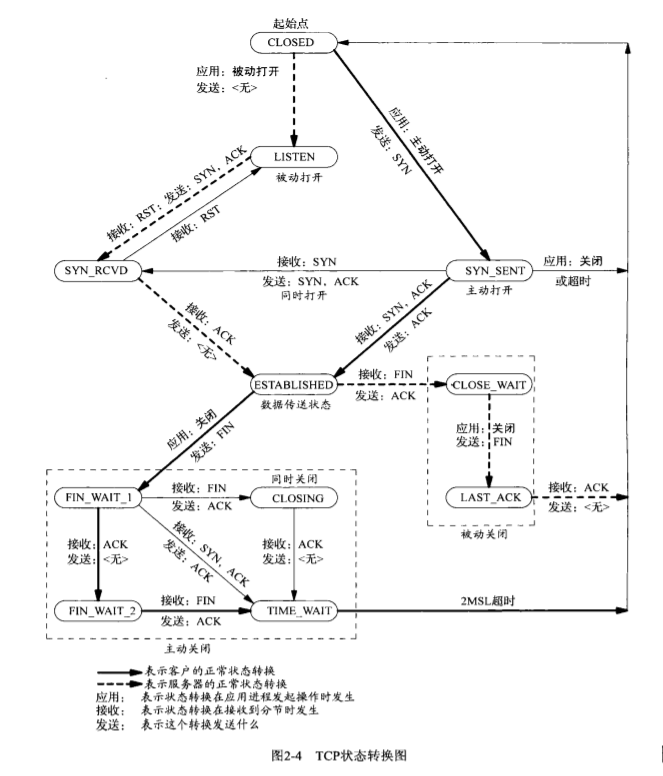 起始点
CLOSED
应用：被动打开
发送：<无>
应用：主动打开
发送：SYN
LISTEN
被动打开
接收：RST；发送：SYN，ACK
接收：RST
SYN_RCVD
接收：SYN
发送：SYN，ACK
同时打开
SYN_SENT
主动打开
应用：关闭
或超时
接收：ACK
发送：<无>
接收：SYN，ACK
发送：ACK
ESTABLISHED
数据传送状态
接收：FIN
发送：ACK
CLOSE_WAIT
应用：关闭
发送：FIN
应用：关闭
发送：FIN
LAST_ACK
被动关闭
接收：ACK
发送：<无>
同时关闭
FIN_WAIT_1
接收：FIN
发送：ACK
CLOSING
接收：ACK
发送：<无>
接收：SYN，ACK
发送：ACK
接收：ACK
发送：<无>
FIN_WAIT_2
接收：FIN
发送：ACK
TIME_WAIT
2MSL超时
主动关闭
表示客户的正常状态转换
表示服务器的正常状态转换
应用： 表示状态转换在应用进程发起操作时发生
接收： 表示状态转换在接收到分节时发生
发送： 表示这个转换发送什么
图2-4 TCP状态转换图